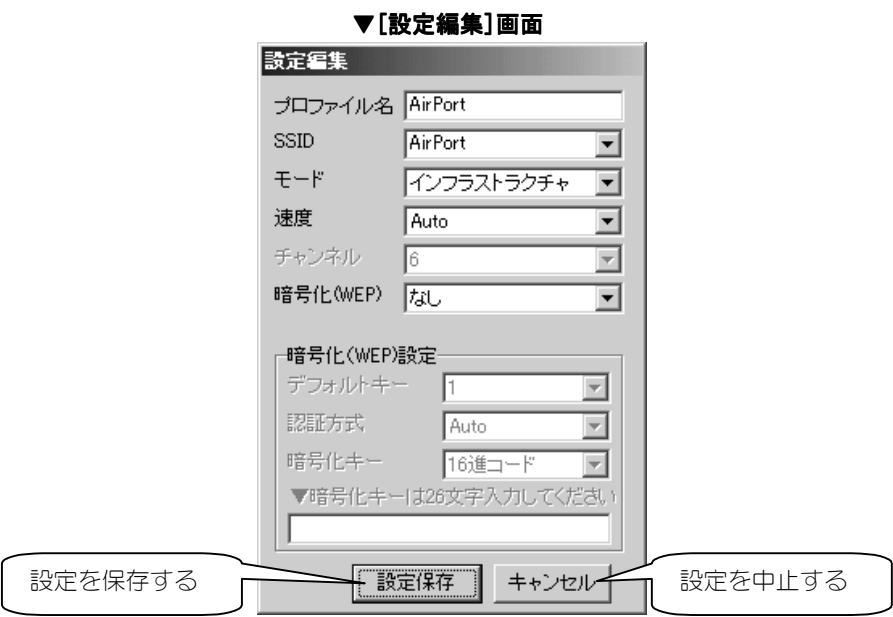 ▼[設定編集]画面
設定編集
プロファイル名 AirPort
SSID AirPort
モード インフラストラクチャ
速度 Auto
チャンネル 6
暗号化(WEP) なし
暗号化(WEP)設定
デフォルトキー 1
認証方式 Auto
暗号化キー 16進コード
▼暗号化キーは26文字入力してください
設定を保存する 設定保存 キャンセル 設定を中止する